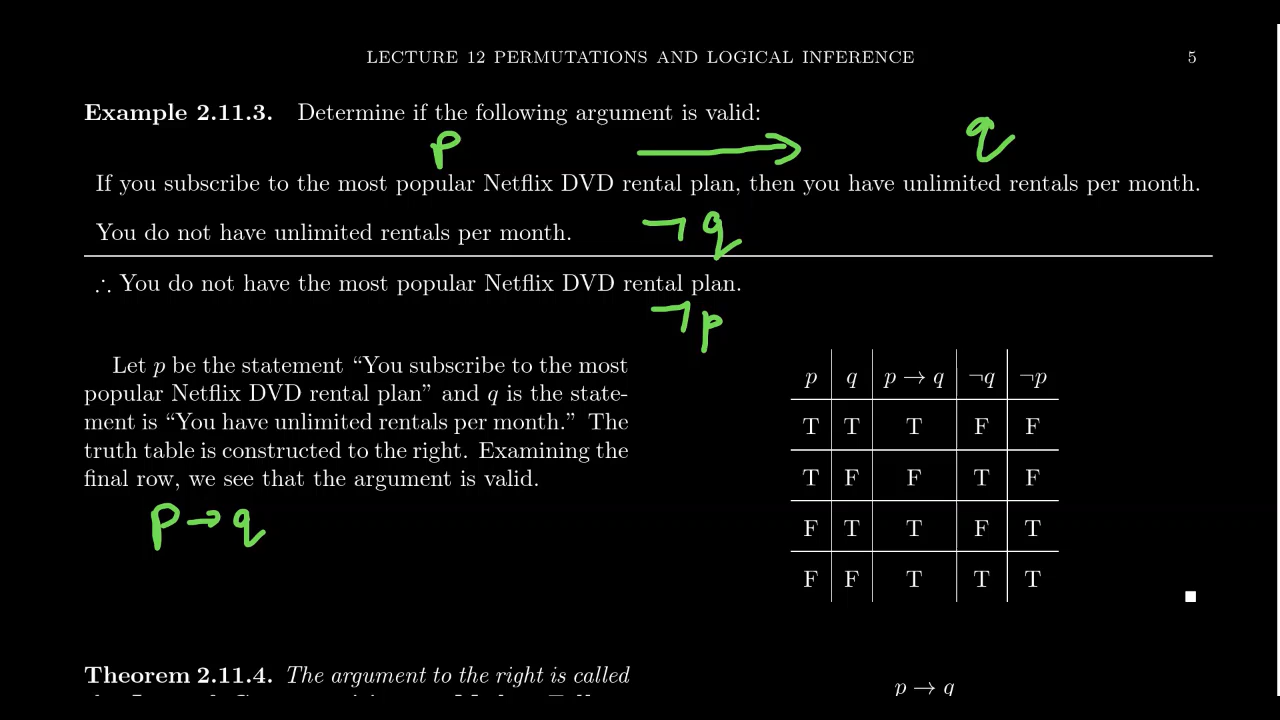 LECTURE 12 PERMUTATIONS AND LOGICAL INFERENCE 5
Example 2.11.3. Determine if the following argument is valid:
p → q
If you subscribe to the most popular Netflix DVD rental plan, then you have unlimited rentals per month.
You do not have unlimited rentals per month. ¬q
∴ You do not have the most popular Netflix DVD rental plan.
¬p
Let p be the statement “You subscribe to the most
popular Netflix DVD rental plan” and q is the state-
ment is “You have unlimited rentals per month.” The
truth table is constructed to the right. Examining the
final row, we see that the argument is valid.
p → q
p q p → q ¬q ¬p
T T T F F
T F F T F
F T T F T
F F T T T
Theorem 2.11.4. The argument to the right is called
p → q